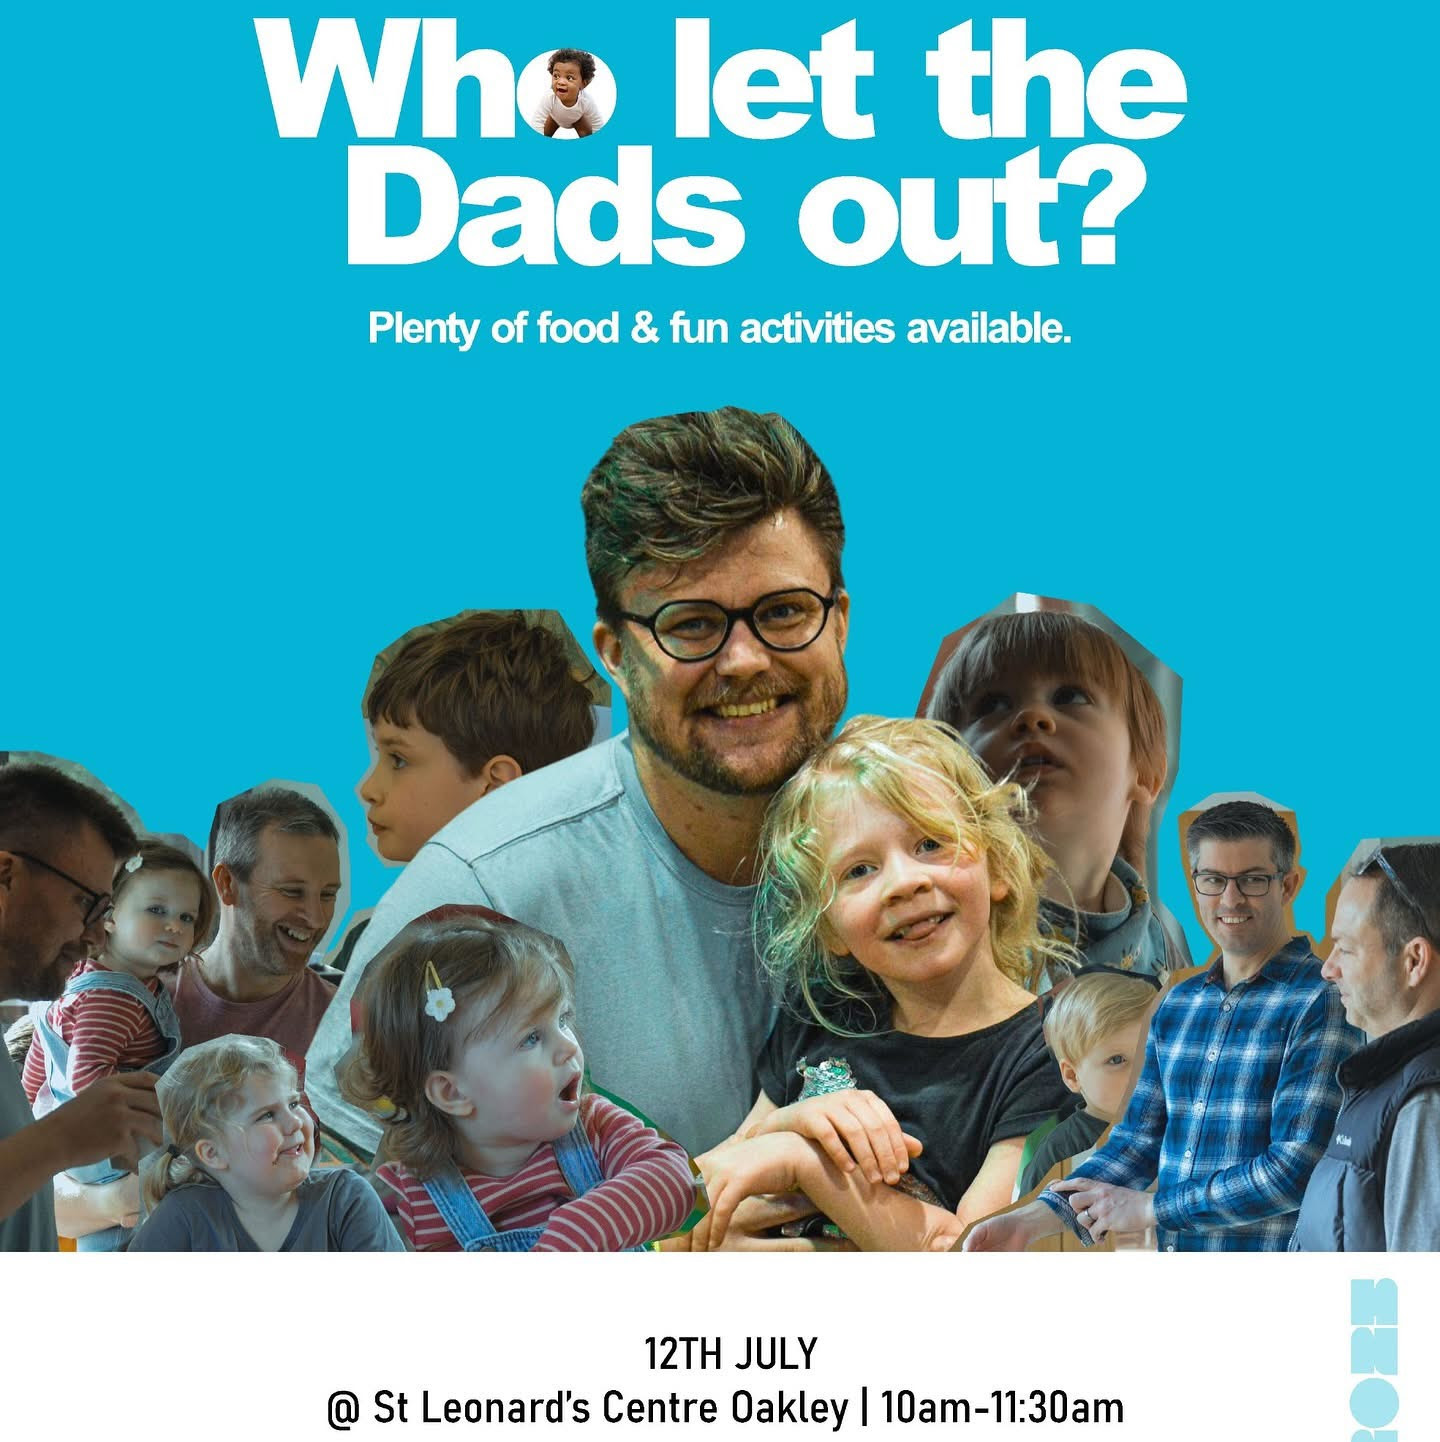 Who let the
Dads out?
Plenty of food & fun activities available.
12TH JULY
@ St Leonard's Centre Oakley | 10am-11:30am